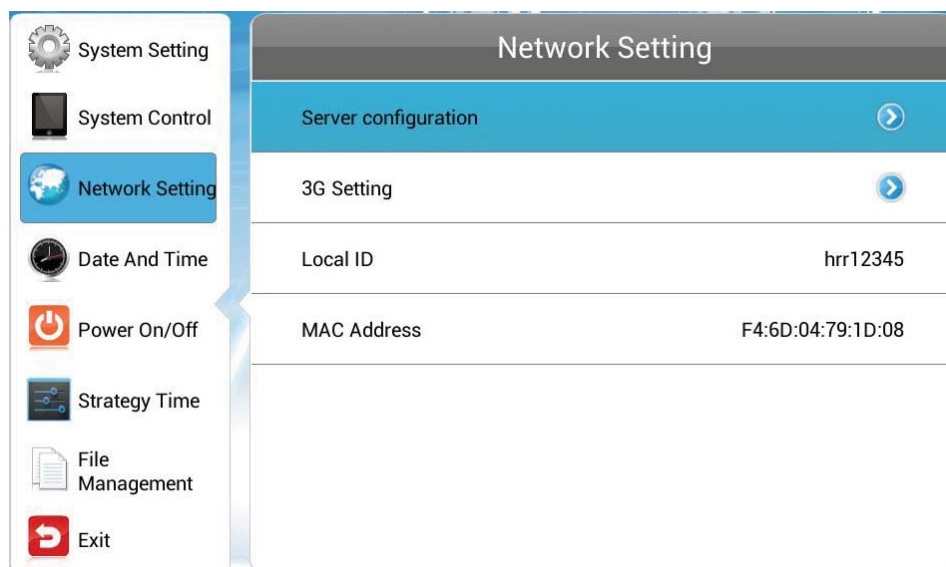 System Setting
System Control
Network Setting
Date And Time
Power On/Off
Strategy Time
File
Management
Exit
Network Setting
Server configuration
3G Setting
Local ID hrr12345
MAC Address F4:6D:04:79:1D:08